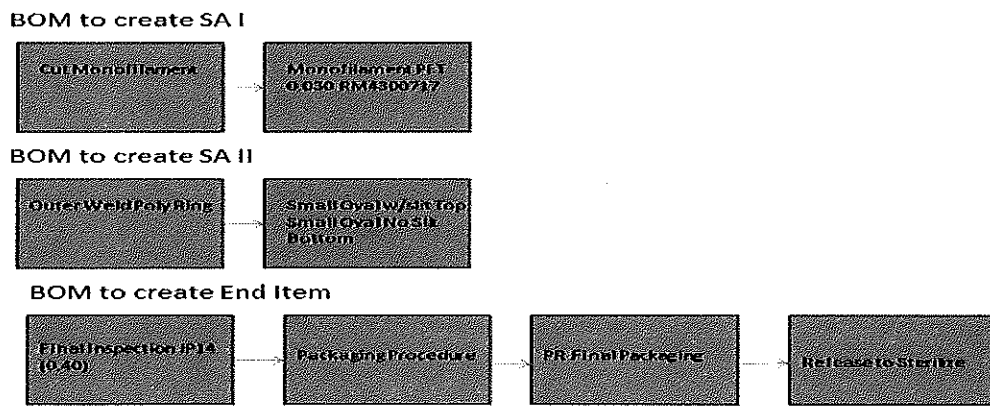 BOM to create SA I
Cut Monofilament
Monofilament PET
0.030 RM4300717
BOM to create SA II
Outer Weld Poly Ring
Small Oval w/slit Top
Small Oval No Slit
Bottom
BOM to create End Item
Final Inspection IP14
(0,40)
Packaging Procedure
PR Final Packaging
Release to Sterilize